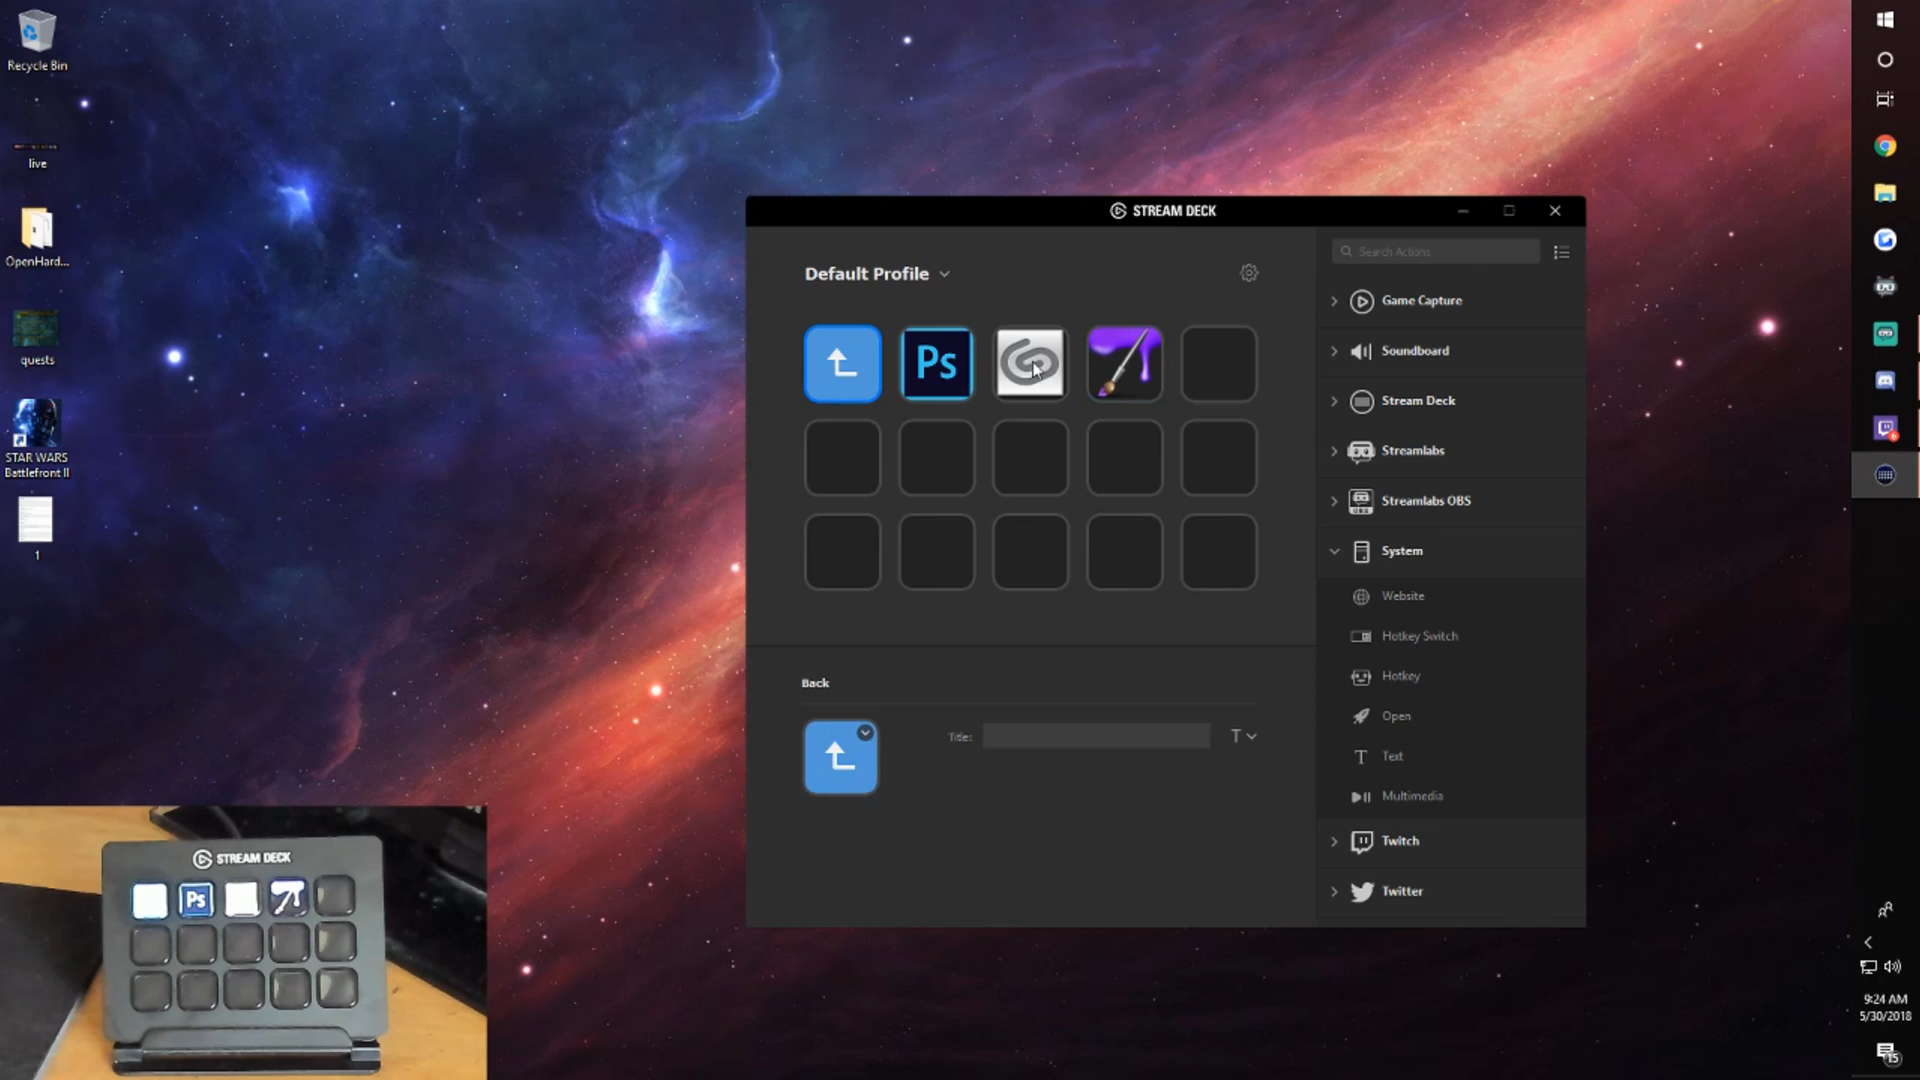 Recycle Bin
live
OpenHard...
quests
STAR WARS
Battlefront II
1
STREAM DECK
Default Profile
Ps
Back
Title:
T
Search Actions
Game Capture
Soundboard
Stream Deck
Streamlabs
Streamlabs OBS
System
Website
Hotkey Switch
Hotkey
Open
Text
Multimedia
Twitch
Twitter
STREAM DECK
Ps
9:24 AM
5/30/2018
15